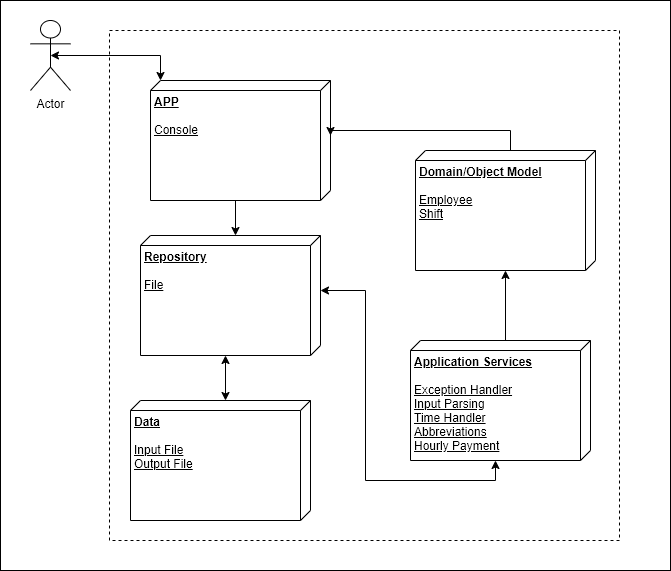 Actor
APP
Console
Domain/Object Model
Employee
Shift
Repository
File
Application Services
Exception Handler
Input Parsing
Time Handler
Abbreviations
Hourly Payment
Data
Input File
Output File